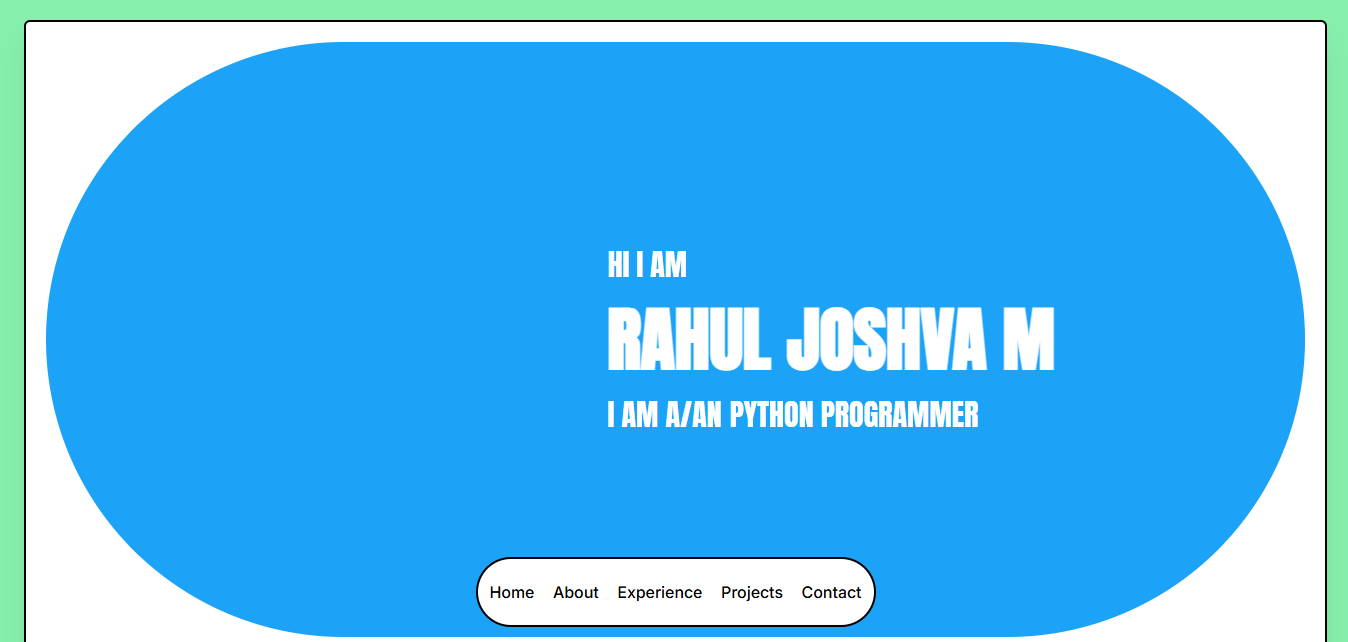 HI I AM
RAHUL JOSHVA M
I AM A/AN PYTHON PROGRAMMER
Home About Experience Projects Contact